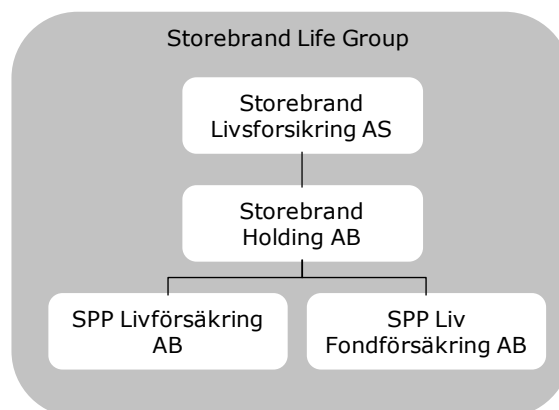 Storebrand Life Group
Storebrand
Livsforsikring AS
Storebrand
Holding AB
SPP Livförsäkring
AB
SPP Liv
Fondförsäkring AB